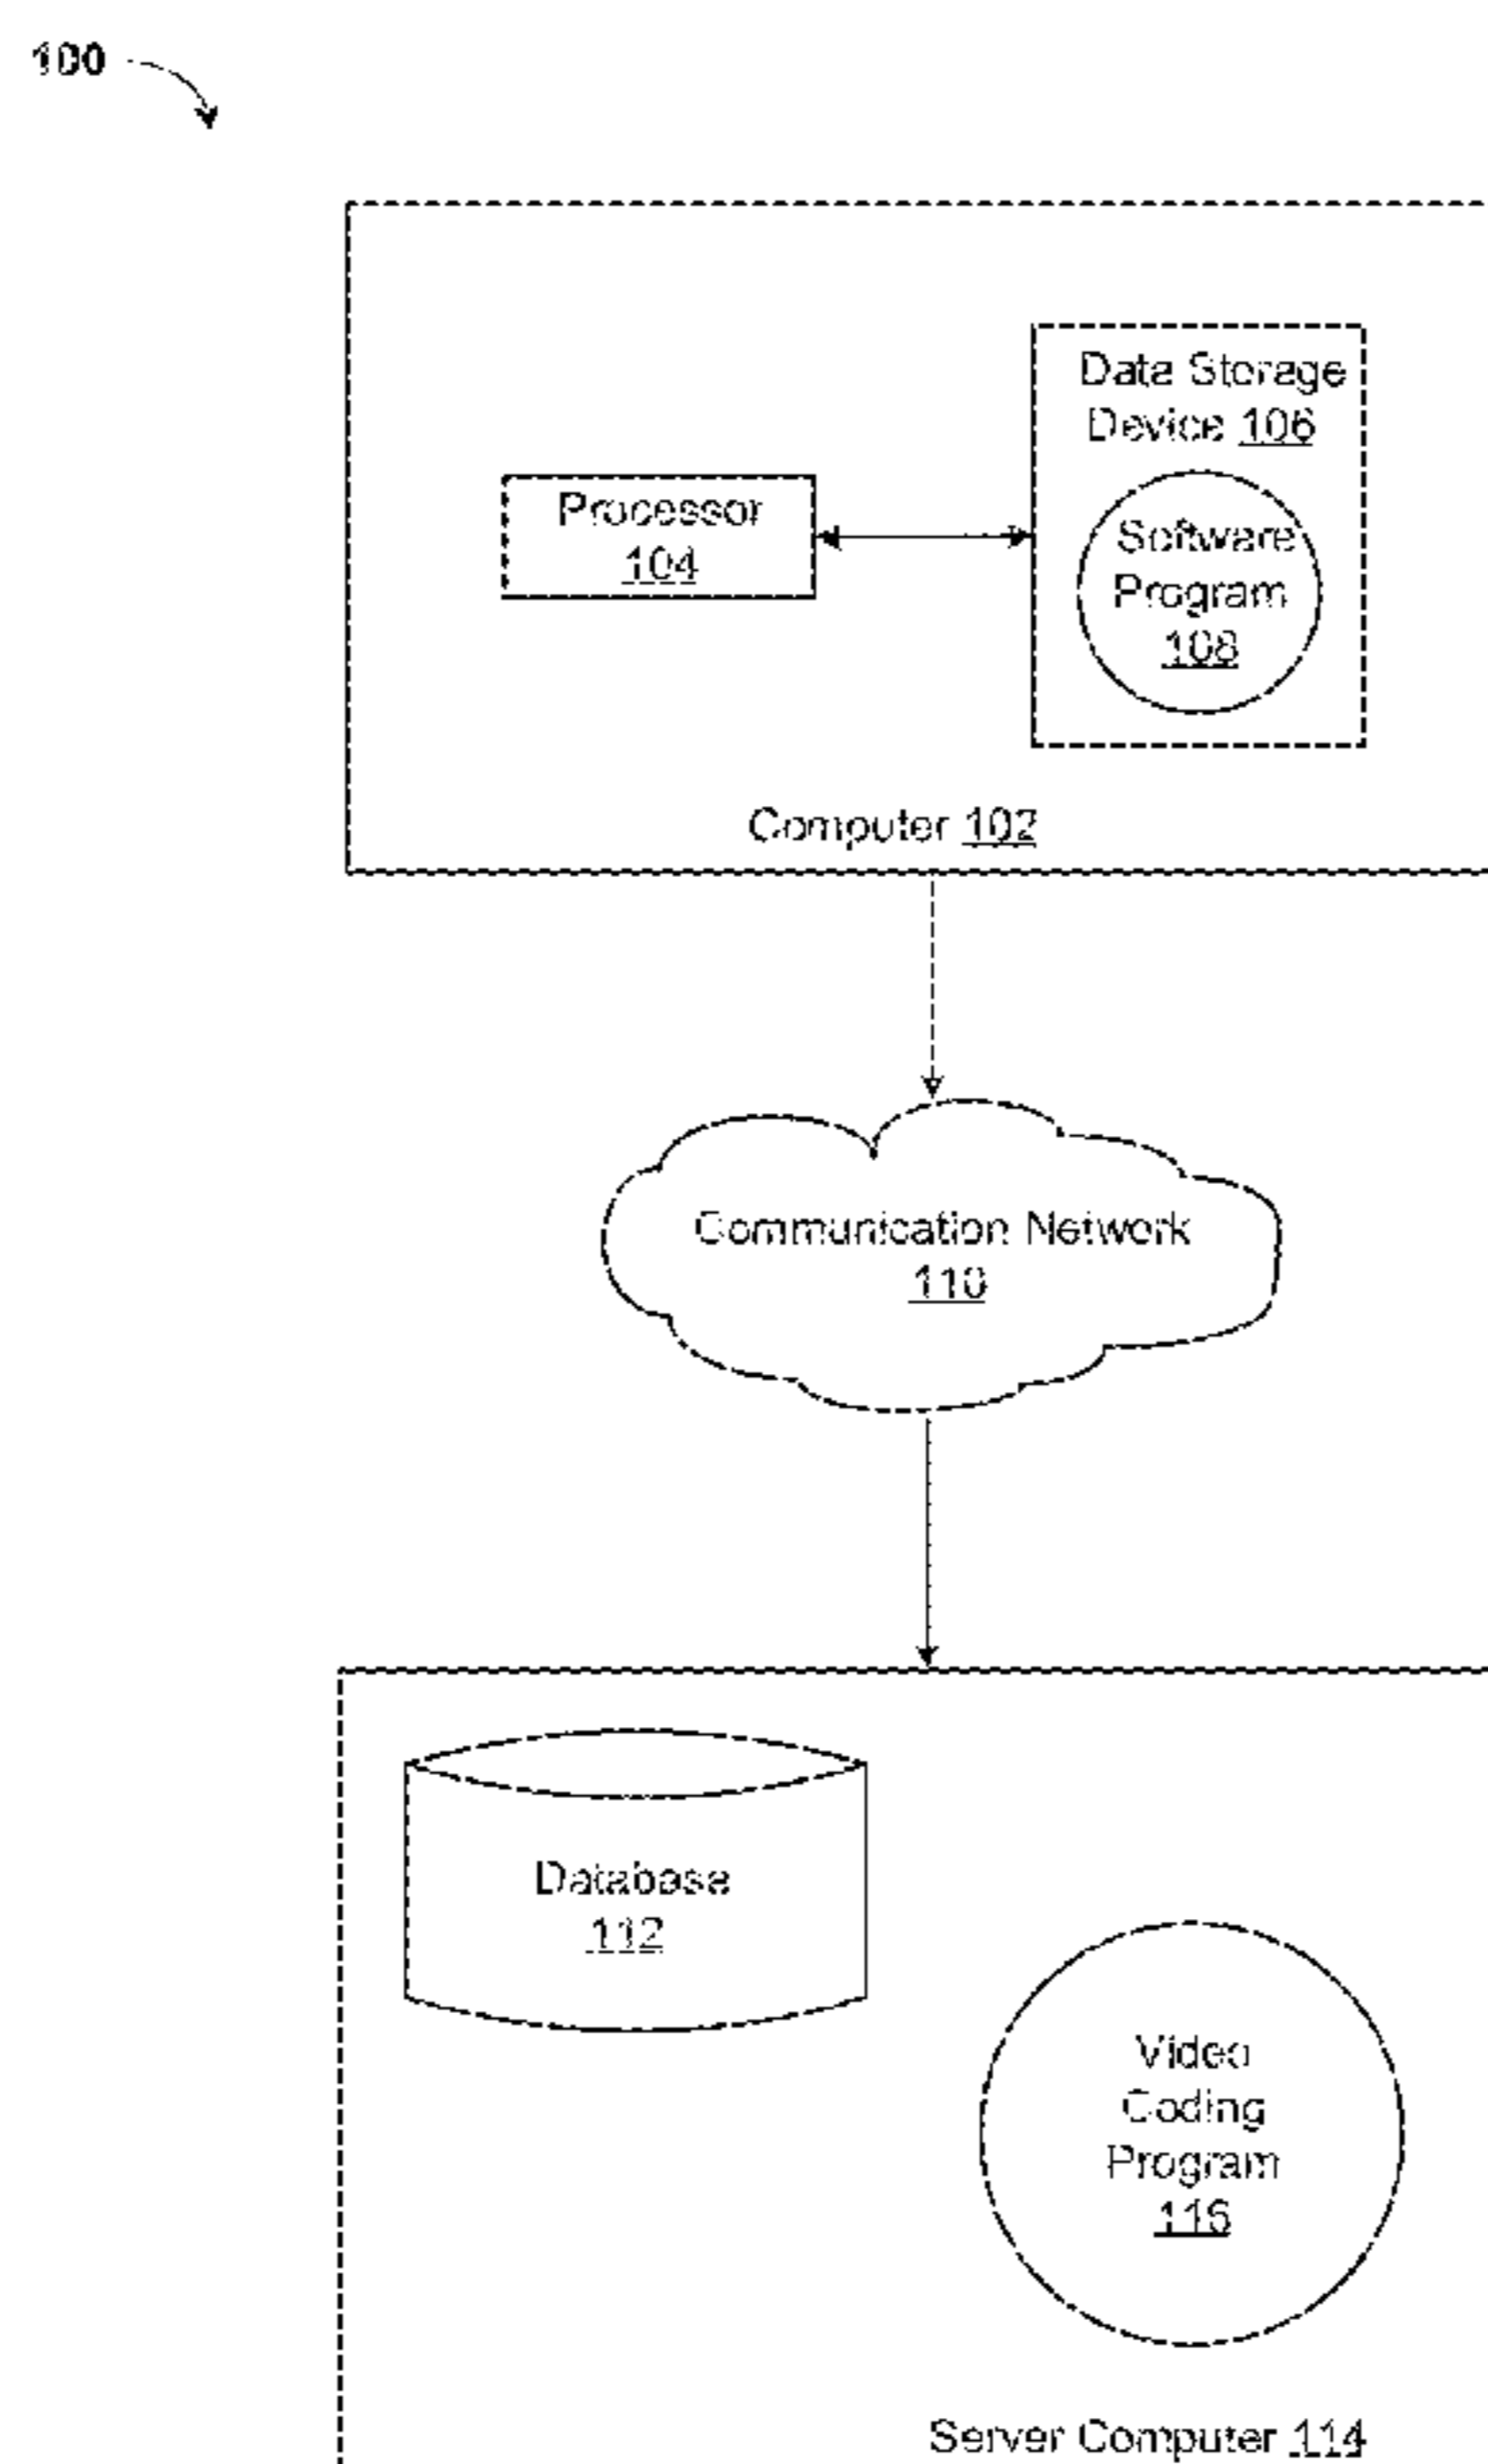 100
Data Storage
Device 106
Processor
104
Software
Program
108
Computer 102
Communication Network
110
Database
112
Video
Coding
Program
116
Server Computer 114